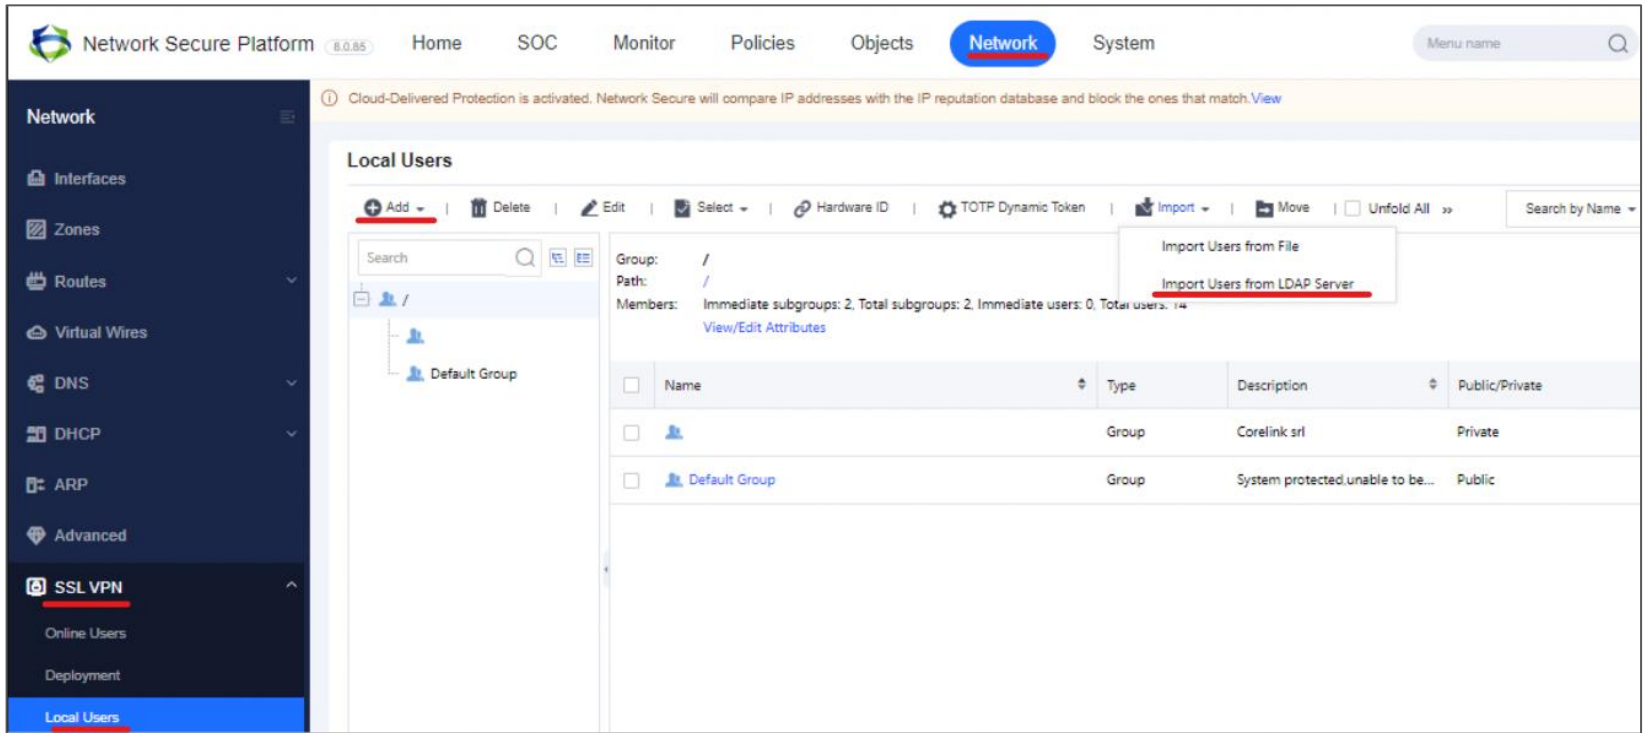 Network Secure Platform 8.0.85 Home SOC Monitor Policies Objects Network System Menu name
Cloud-Delivered Protection is activated. Network Secure will compare IP addresses with the IP reputation database and block the ones that match. View
Network
Interfaces
Zones
Routes
Virtual Wires
DNS
DHCP
ARP
Advanced
SSL VPN
Online Users
Deployment
Local Users
Local Users
Add | Delete | Edit | Select | Hardware ID | TOTP Dynamic Token | Import | Move | Unfold All » Search by Name
Import Users from File
Import Users from LDAP Server
Search
/
Default Group
Group: /
Path: /
Members: Immediate subgroups: 2, Total subgroups: 2, Immediate users: 0, Total users: 14
View/Edit Attributes
Name Type Description Public/Private
Group Corelink srl Private
Default Group Group System protected,unable to be... Public